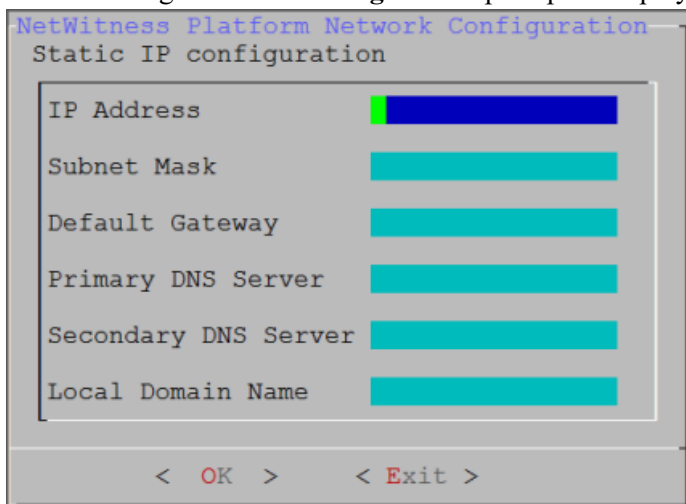 NetWitness Platform Network Configuration
Static IP configuration
IP Address
Subnet Mask
Default Gateway
Primary DNS Server
Secondary DNS Server
Local Domain Name
< OK > < Exit >